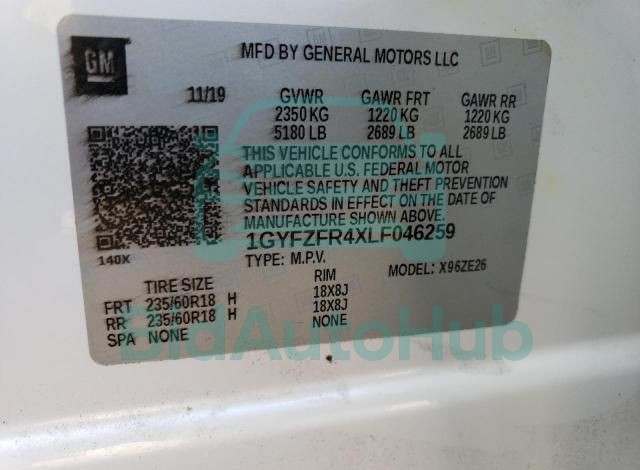 GM
MFD BY GENERAL MOTORS LLC
11/19 GVWR GAWR FRT GAWR RR
2350 KG 1220 KG 1220 KG
5180 LB 2689 LB 2689 LB
THIS VEHICLE CONFORMS TO ALL
APPLICABLE U.S. FEDERAL MOTOR
VEHICLE SAFETY AND THEFT PREVENTION
STANDARDS IN EFFECT ON THE DATE OF
MANUFACTURE SHOWN ABOVE.
1GYFZFR4XLF046259
140X
TYPE: M.P.V. MODEL: X96ZE26
TIRE SIZE RIM
FRT 235/60R18 H 18X8J
RR 235/60R18 H 18X8J
SPA NONE NONE
BidAutoHub